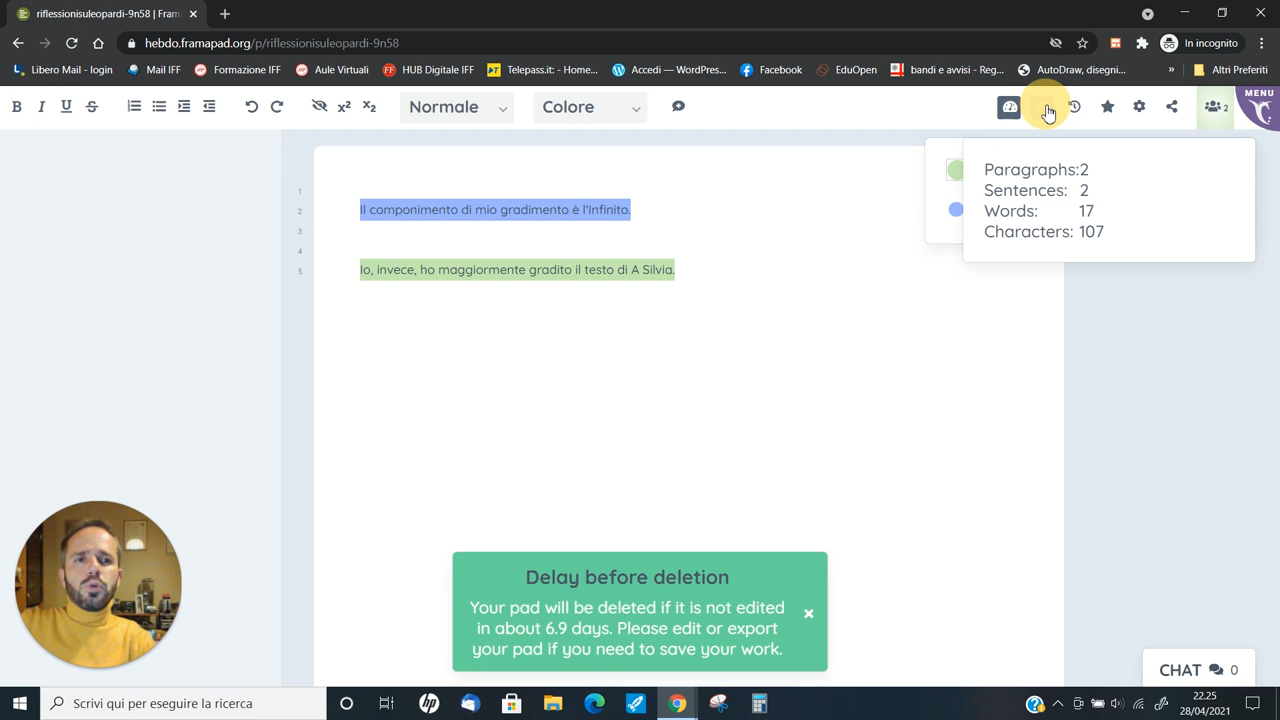 riflessionisuleopardi-9n58 | Fram
hebdo.framapad.org/p/riflessionisuleopardi-9n58
In incognito
Libero Mail - login
Mail IFF
Formazione IFF
Aule Virtuali
HUB Digitale IFF
Telepass.it: - Home...
Accedi — WordPress...
Facebook
EduOpen
bandi e avvisi - Reg...
AutoDraw, disegni...
»
Altri Preferiti
B I U S
Normale
Colore
2
MENU
Paragraphs:2
Sentences: 2
Words: 17
Characters: 107
1
2 Il componimento di mio gradimento è l'Infinito.
3
4
5 Io, invece, ho maggiormente gradito il testo di A Silvia.
Delay before deletion
Your pad will be deleted if it is not edited
in about 6.9 days. Please edit or export
your pad if you need to save your work.
CHAT 0
Scrivi qui per eseguire la ricerca
22.25
28/04/2021